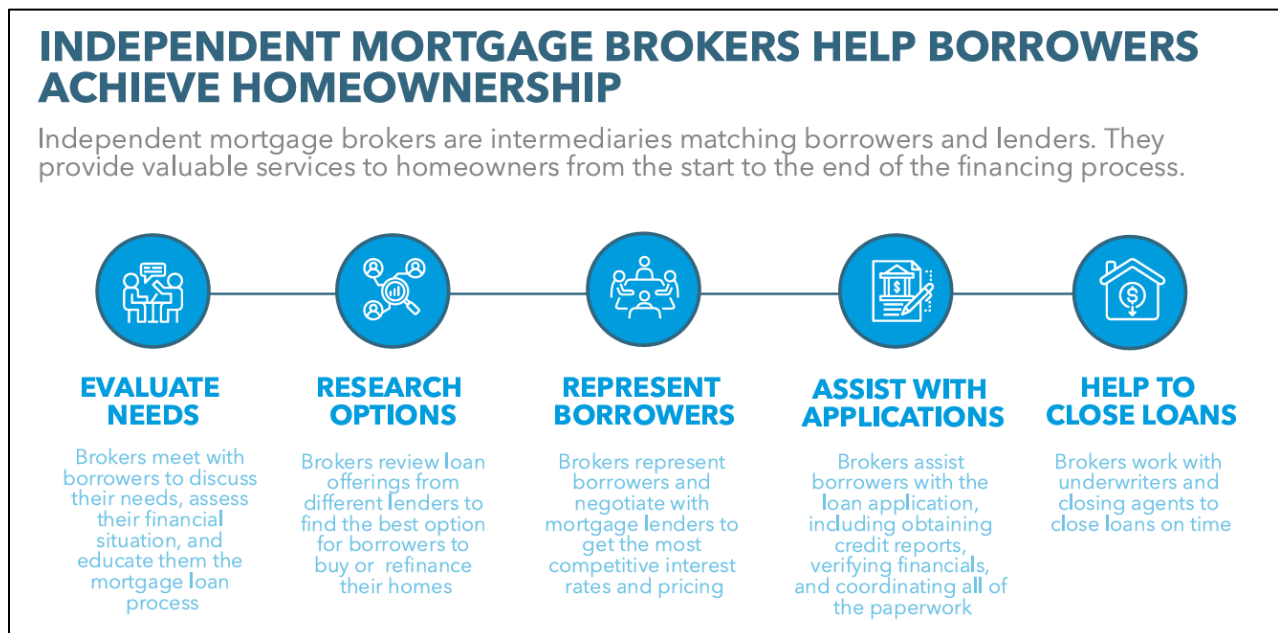 INDEPENDENT MORTGAGE BROKERS HELP BORROWERS
ACHIEVE HOMEOWNERSHIP
Independent mortgage brokers are intermediaries matching borrowers and lenders. They
provide valuable services to homeowners from the start to the end of the financing process.
EVALUATE
NEEDS
Brokers meet with
borrowers to discuss
their needs, assess
their financial
situation, and
educate them the
mortgage loan
process
RESEARCH
OPTIONS
Brokers review loan
offerings from
different lenders to
find the best option
for borrowers to
buy or refinance
their homes
REPRESENT
BORROWERS
Brokers represent
borrowers and
negotiate with
mortgage lenders to
get the most
competitive interest
rates and pricing
ASSIST WITH
APPLICATIONS
Brokers assist
borrowers with the
loan application,
including obtaining
credit reports,
verifying financials,
and coordinating all of
the paperwork
HELP TO
CLOSE LOANS
Brokers work with
underwriters and
closing agents to
close loans on time